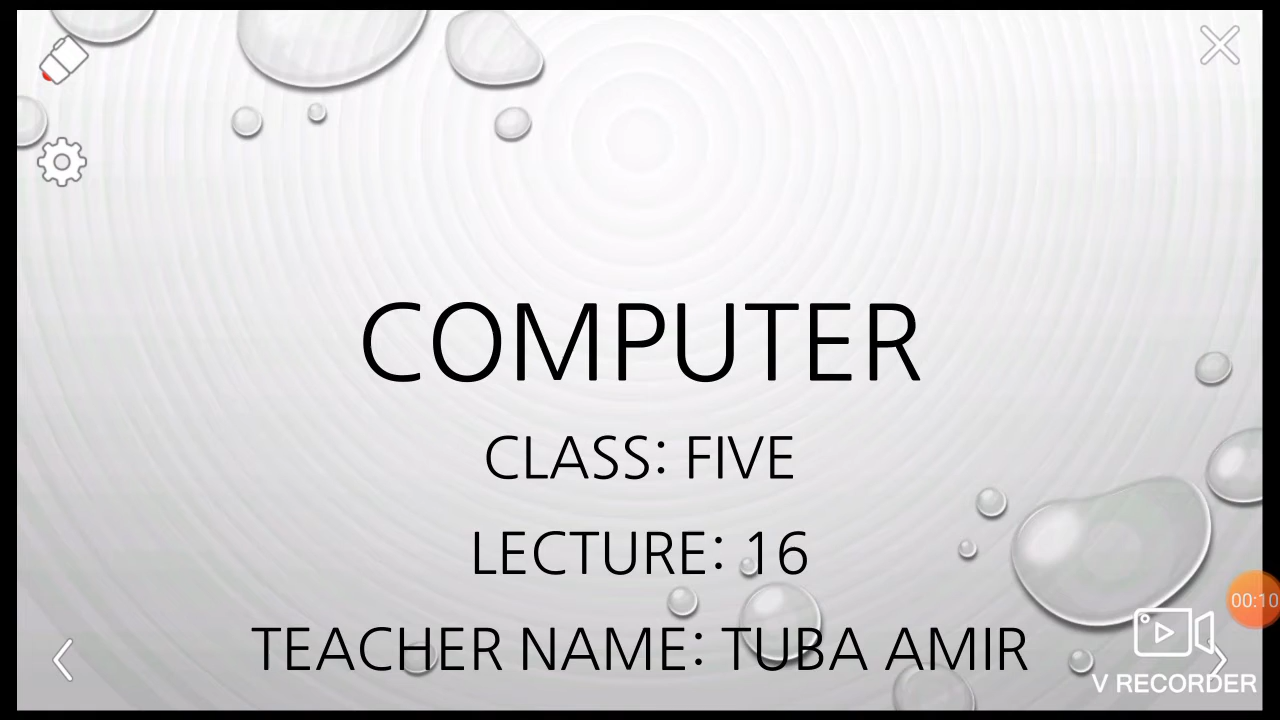 COMPUTER
CLASS: FIVE
LECTURE: 16
00:10
TEACHER NAME: TUBA AMIR
V RECORDER